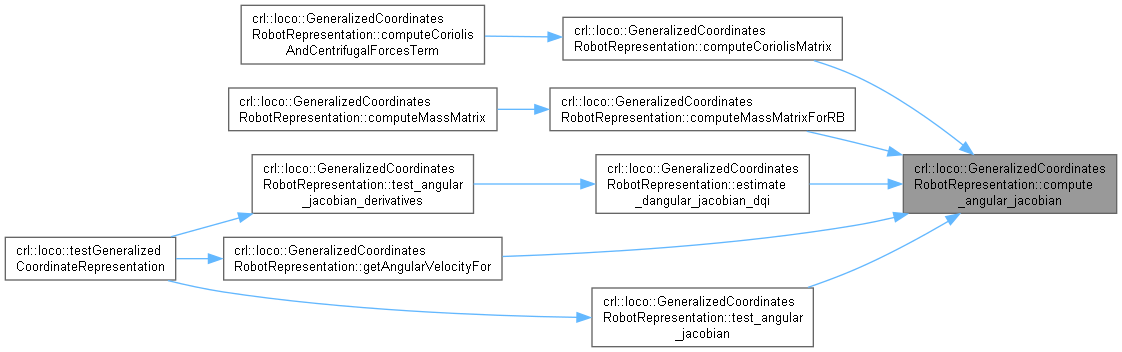 crl::loco::GeneralizedCoordinates
RobotRepresentation::computeCoriolis
AndCentrifugalForcesTerm
crl::loco::GeneralizedCoordinates
RobotRepresentation::computeCoriolisMatrix
crl::loco::GeneralizedCoordinates
RobotRepresentation::computeMassMatrix
crl::loco::GeneralizedCoordinates
RobotRepresentation::computeMassMatrixForRB
crl::loco::GeneralizedCoordinates
RobotRepresentation::test_angular
_jacobian_derivatives
crl::loco::GeneralizedCoordinates
RobotRepresentation::estimate
_dangular_jacobian_dqi
crl::loco::GeneralizedCoordinates
RobotRepresentation::compute
_angular_jacobian
crl::loco::testGeneralized
CoordinateRepresentation
crl::loco::GeneralizedCoordinates
RobotRepresentation::getAngularVelocityFor
crl::loco::GeneralizedCoordinates
RobotRepresentation::test_angular
_jacobian